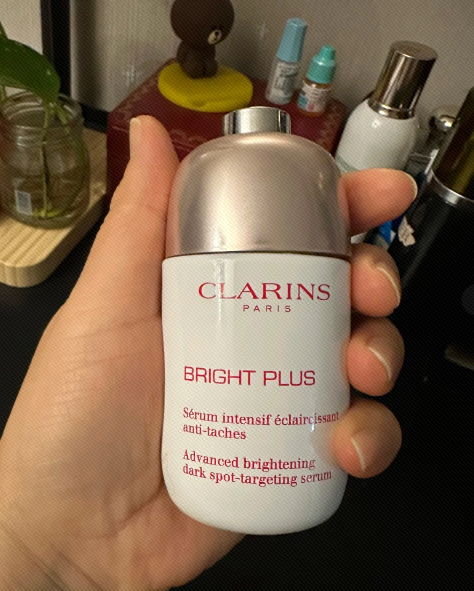 CLARINS
PARIS
BRIGHT PLUS
Sérum intensif éclaircissant
anti-taches
Advanced brightening
dark spot-targeting serum